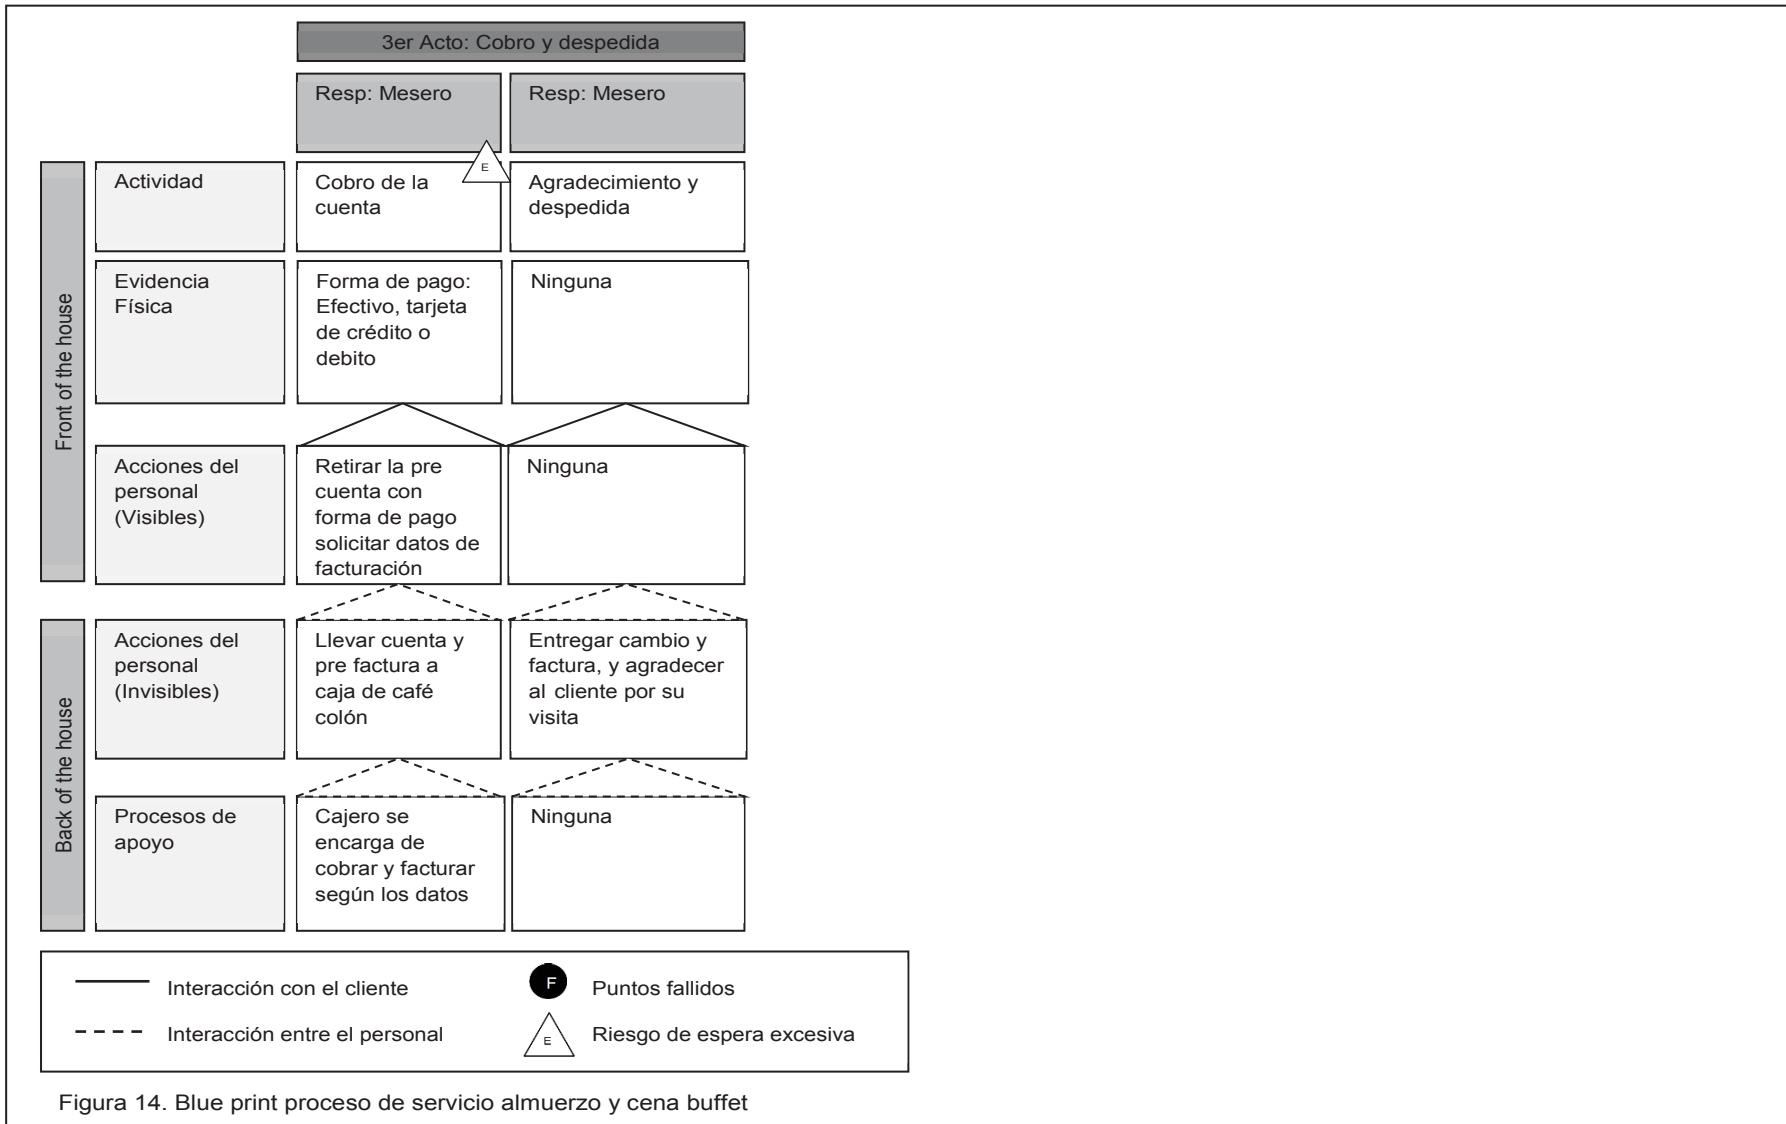 3er Acto: Cobro y despedida
Resp: Mesero
Resp: Mesero
Front of the house
Actividad
Cobro de la
cuenta
E
Agradecimiento y
despedida
Evidencia
Física
Forma de pago:
Efectivo, tarjeta
de crédito o
debito
Ninguna
Acciones del
personal
(Visibles)
Retirar la pre
cuenta con
forma de pago
solicitar datos de
facturación
Ninguna
Back of the house
Acciones del
personal
(Invisibles)
Llevar cuenta y
pre factura a
caja de café
colón
Entregar cambio y
factura, y agradecer
al cliente por su
visita
Procesos de
apoyo
Cajero se
encarga de
cobrar y facturar
según los datos
Ninguna
Interacción con el cliente
F
Puntos fallidos
Interacción entre el personal
E
Riesgo de espera excesiva
Figura 14. Blue print proceso de servicio almuerzo y cena buffet